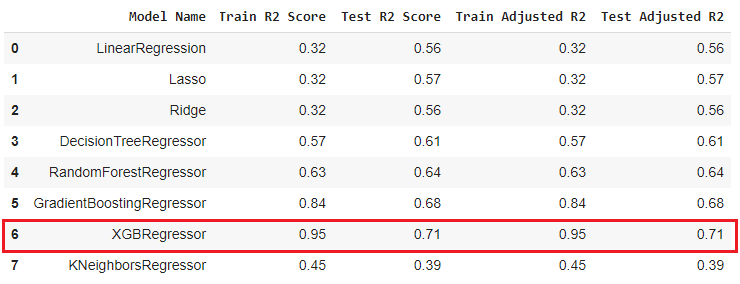 Model Name Train R2 Score Test R2 Score Train Adjusted R2 Test Adjusted R2
0 LinearRegression 0.32 0.56 0.32 0.56
1 Lasso 0.32 0.57 0.32 0.57
2 Ridge 0.32 0.56 0.32 0.56
3 DecisionTreeRegressor 0.57 0.61 0.57 0.61
4 RandomForestRegressor 0.63 0.64 0.63 0.64
5 GradientBoostingRegressor 0.84 0.68 0.84 0.68
6 XGBRegressor 0.95 0.71 0.95 0.71
7 KNeighborsRegressor 0.45 0.39 0.45 0.39